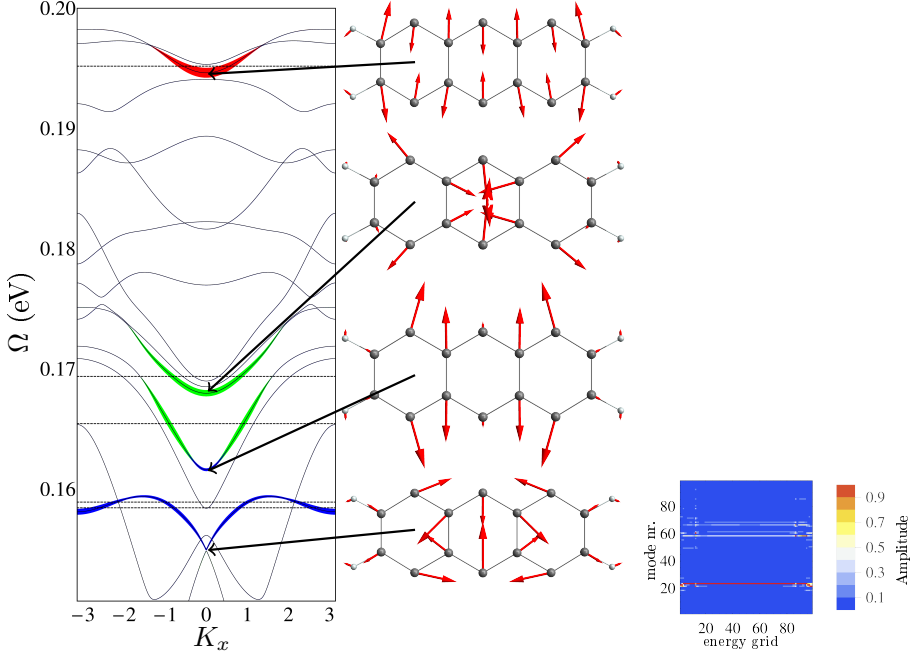 0.20
0.19
0.18
0.17
0.16
Ω (eV)
−3 −2 −1 0 1 2 3
K_x
80
60
40
20
mode nr.
20 40 60 80
energy grid
0.9
0.7
0.5
0.3
0.1
Amplitude